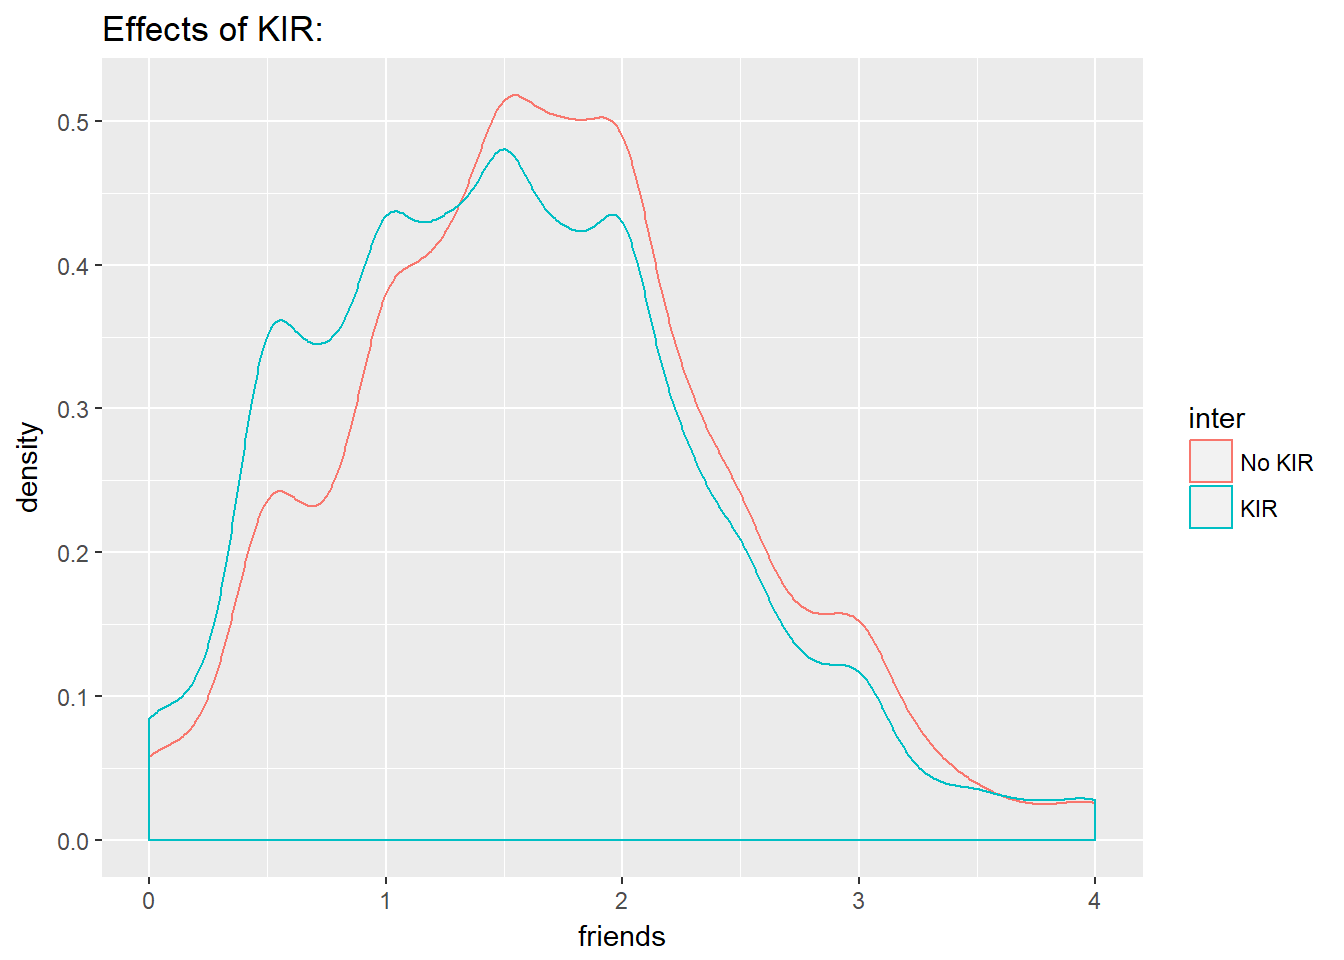 Effects of KIR:
0.5
0.4
0.3
0.2
0.1
0.0
density
0 1 2 3 4
friends
inter
No KIR
KIR